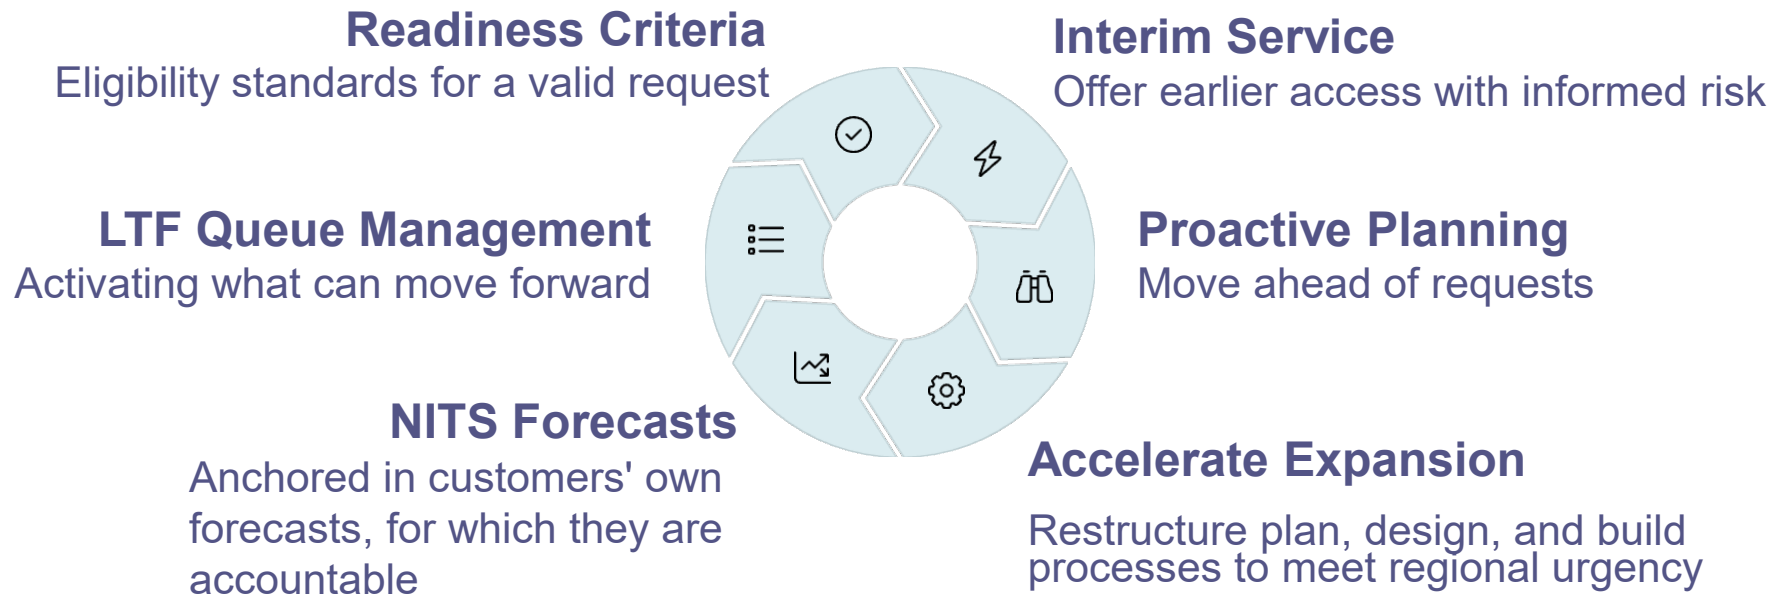 Readiness Criteria
Eligibility standards for a valid request
Interim Service
Offer earlier access with informed risk
LTF Queue Management
Activating what can move forward
Proactive Planning
Move ahead of requests
NITS Forecasts
Anchored in customers' own
forecasts, for which they are
accountable
Accelerate Expansion
Restructure plan, design, and build
processes to meet regional urgency